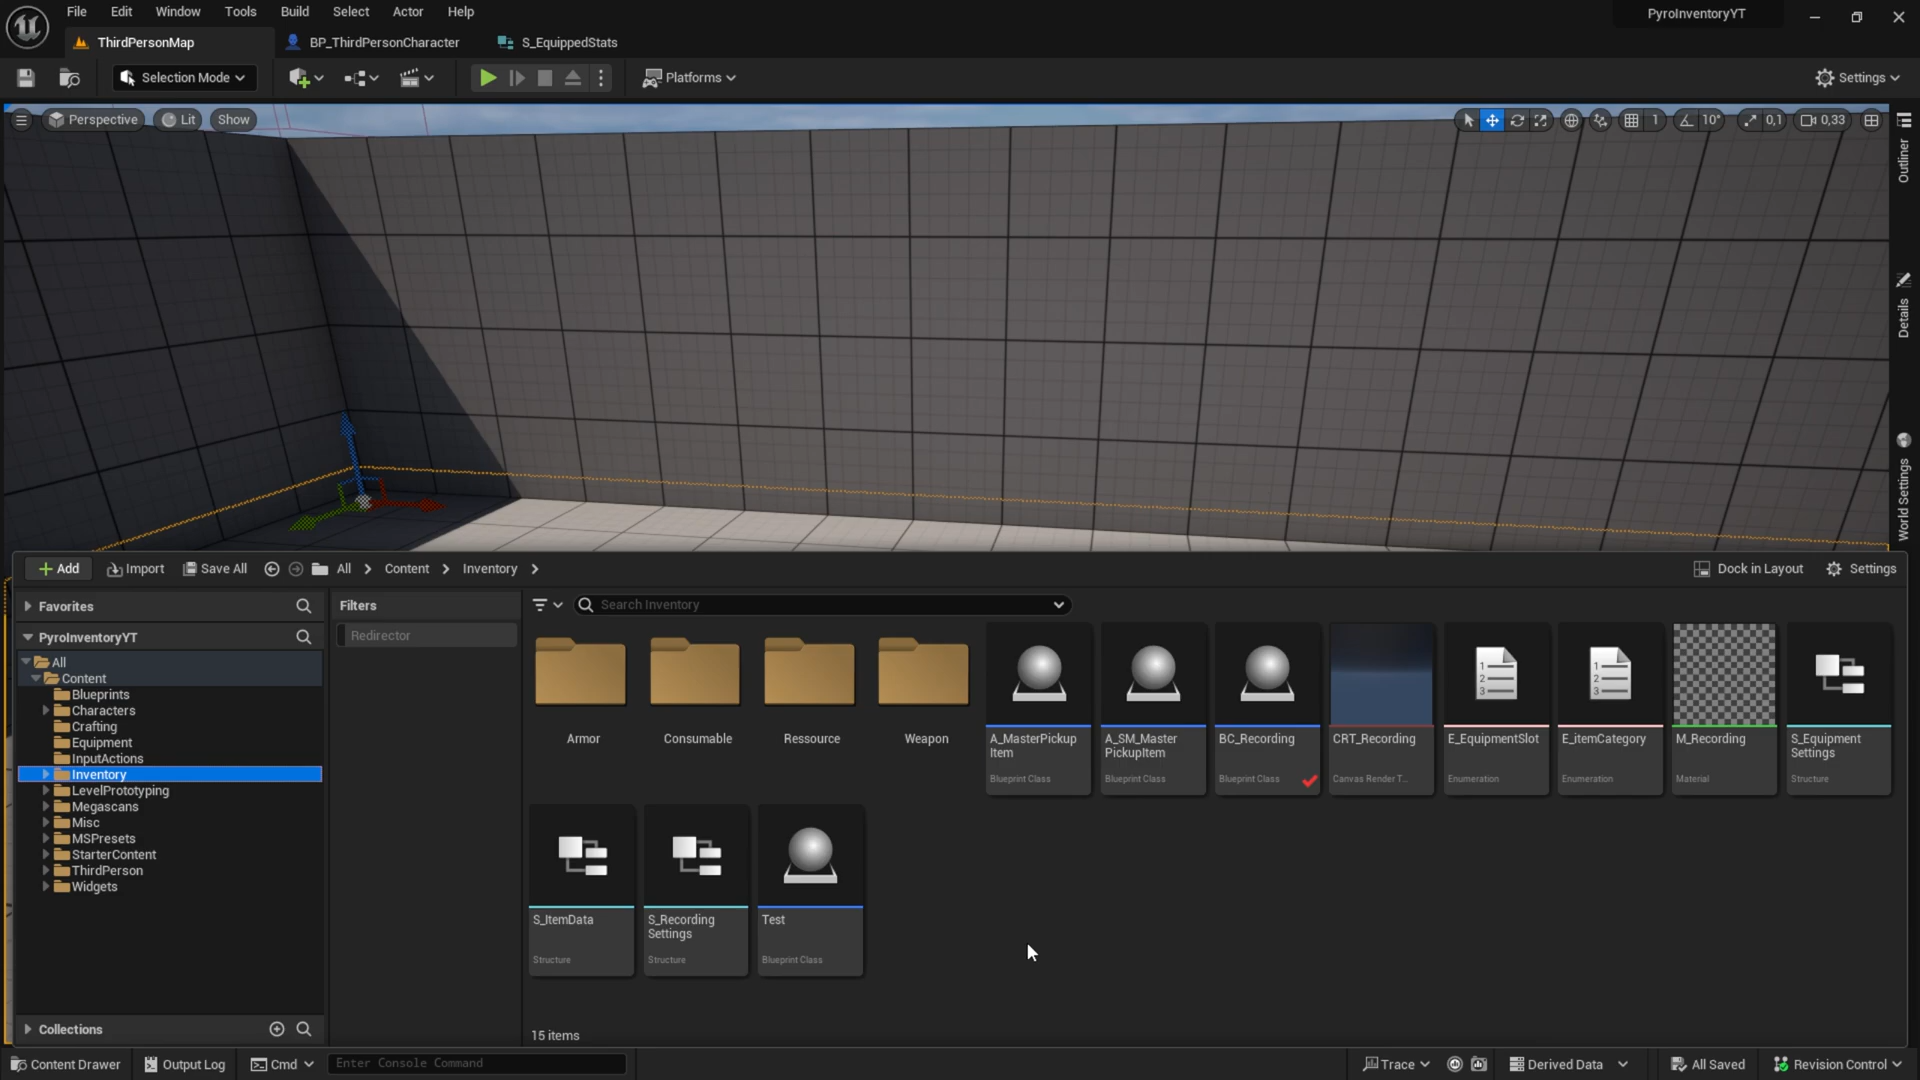 File Edit Window Tools Build Select Actor Help
PyroInventoryYT
ThirdPersonMap BP_ThirdPersonCharacter S_EquippedStats
Selection Mode Platforms Settings
Perspective Lit Show 1 10° 0,1 0,33
Outliner
Details
World Settings
Add Import Save All All Content Inventory Dock in Layout Settings
Favorites
Filters
Search Inventory
PyroInventoryYT
Redirector
All
Content
Blueprints
Characters
Crafting
Equipment
InputActions
Inventory
LevelPrototyping
Megascans
Misc
MSPresets
StarterContent
ThirdPerson
Widgets
Armor Consumable Ressource Weapon
A_MasterPickup
Item
Blueprint Class
A_SM_Master
PickupItem
Blueprint Class
BC_Recording
Blueprint Class
CRT_Recording
Canvas Render T...
E_EquipmentSlot
Enumeration
E_itemCategory
Enumeration
M_Recording
Material
S_Equipment
Settings
Structure
S_ItemData
Structure
S_Recording
Settings
Structure
Test
Blueprint Class
Collections
15 items
Content Drawer Output Log Cmd Enter Console Command Trace Derived Data All Saved Revision Control